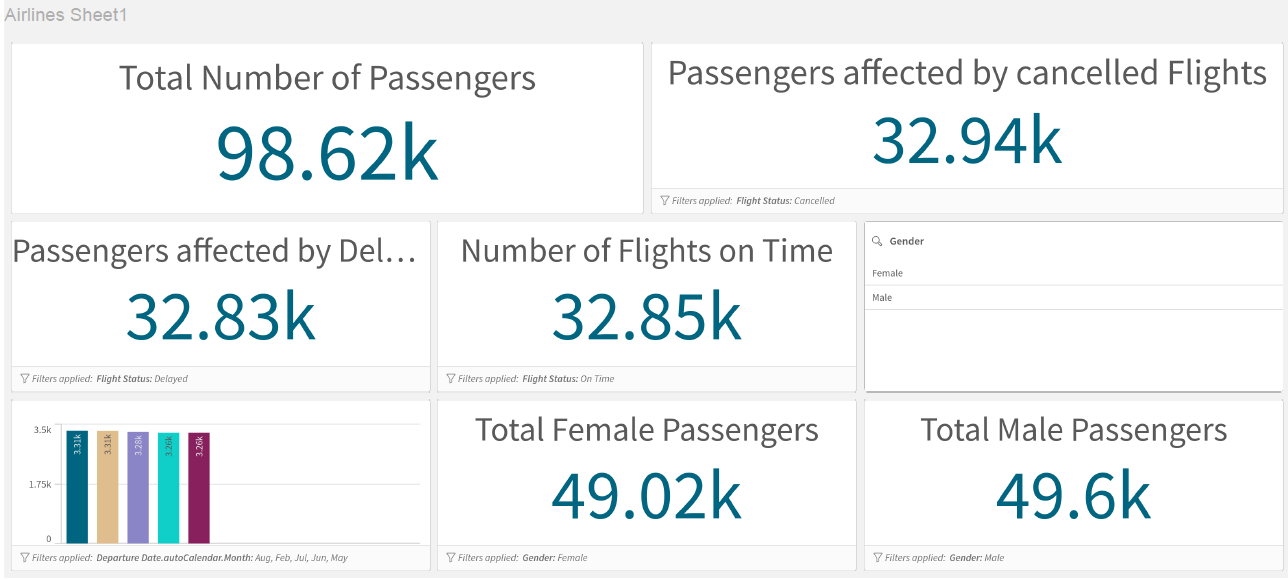 Airlines Sheet1
Total Number of Passengers
98.62k
Passengers affected by cancelled Flights
32.94k
Filters applied: Flight Status: Cancelled
Passengers affected by Del...
32.83k
Filters applied: Flight Status: Delayed
Number of Flights on Time
32.85k
Filters applied: Flight Status: On Time
Gender
Female
Male
3.5k
1.75k
0
3.31k
3.31k
3.28k
3.26k
3.26k
Filters applied: Departure Date.autoCalendar.Month: Aug, Feb, Jul, Jun, May
Total Female Passengers
49.02k
Filters applied: Gender: Female
Total Male Passengers
49.6k
Filters applied: Gender: Male